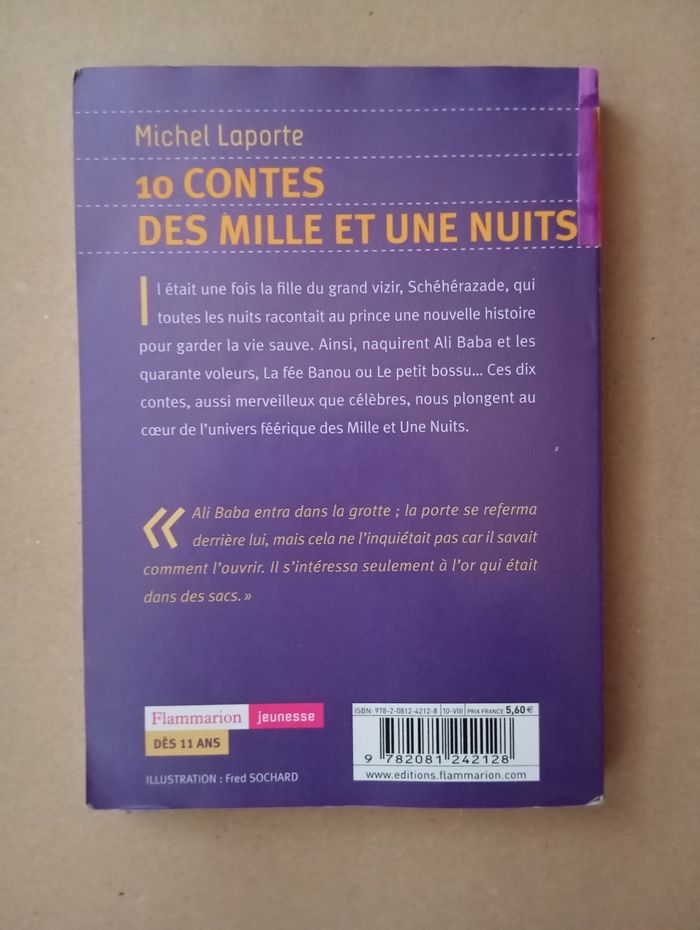 Michel Laporte
10 CONTES
DES MILLE ET UNE NUITS
Il était une fois la fille du grand vizir, Schéhérazade, qui
toutes les nuits racontait au prince une nouvelle histoire
pour garder la vie sauve. Ainsi, naquirent Ali Baba et les
quarante voleurs, La fée Banou ou Le petit bossu... Ces dix
contes, aussi merveilleux que célèbres, nous plongent au
cœur de l'univers féérique des Mille et Une Nuits.
« Ali Baba entra dans la grotte ; la porte se referma
derrière lui, mais cela ne l'inquiétait pas car il savait
comment l'ouvrir. Il s'intéressa seulement à l'or qui était
dans des sacs. »
Flammarion jeunesse
DÈS 11 ANS
ILLUSTRATION : Fred SOCHARD
ISBN: 978-2-0812-4212-8 10-VIII PRIX FRANCE 5,60 €
9 782081 242128
www.editions.flammarion.com